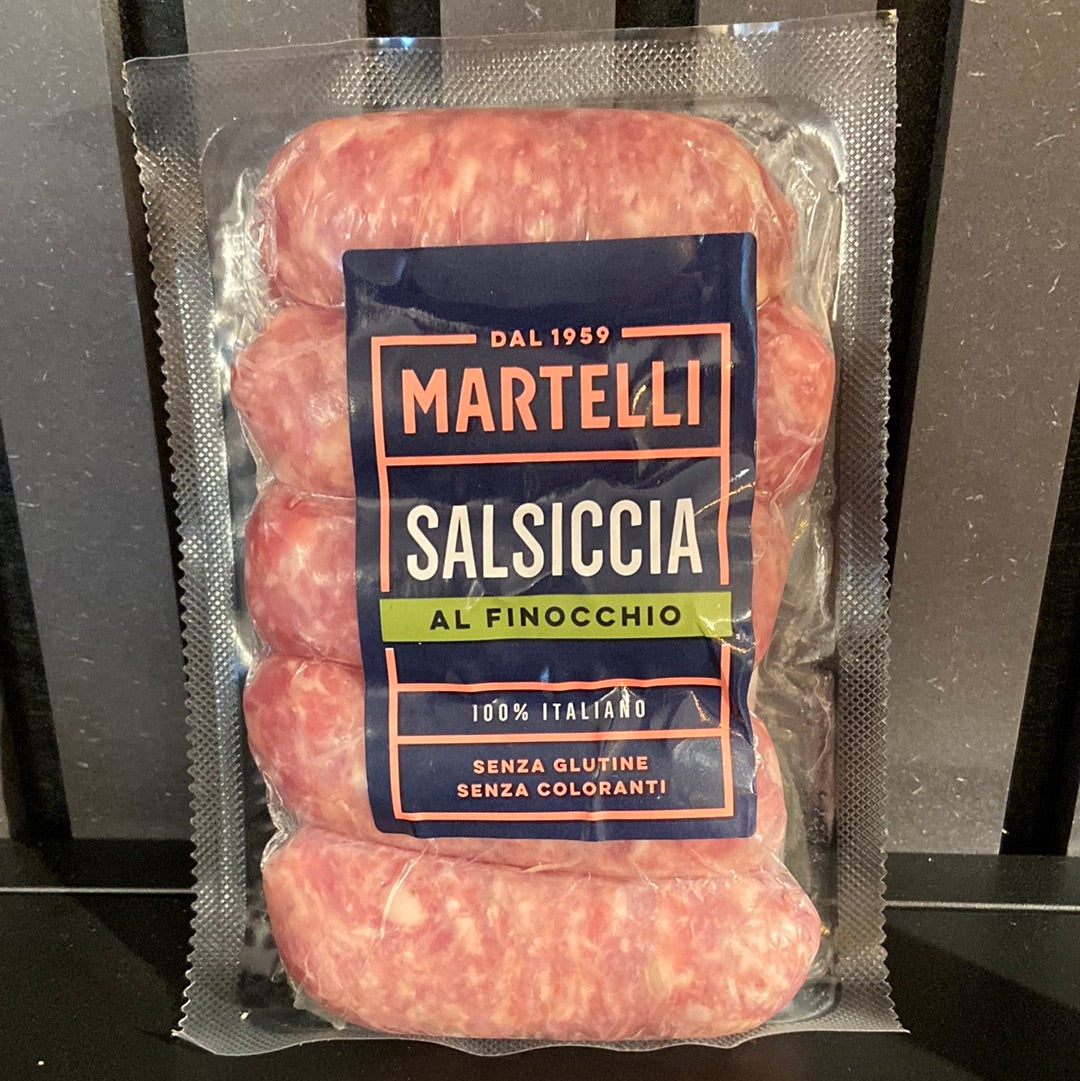 DAL 1959
MARTELLI
SALSICCIA
AL FINOCCHIO
100% ITALIANO
SENZA GLUTINE
SENZA COLORANTI